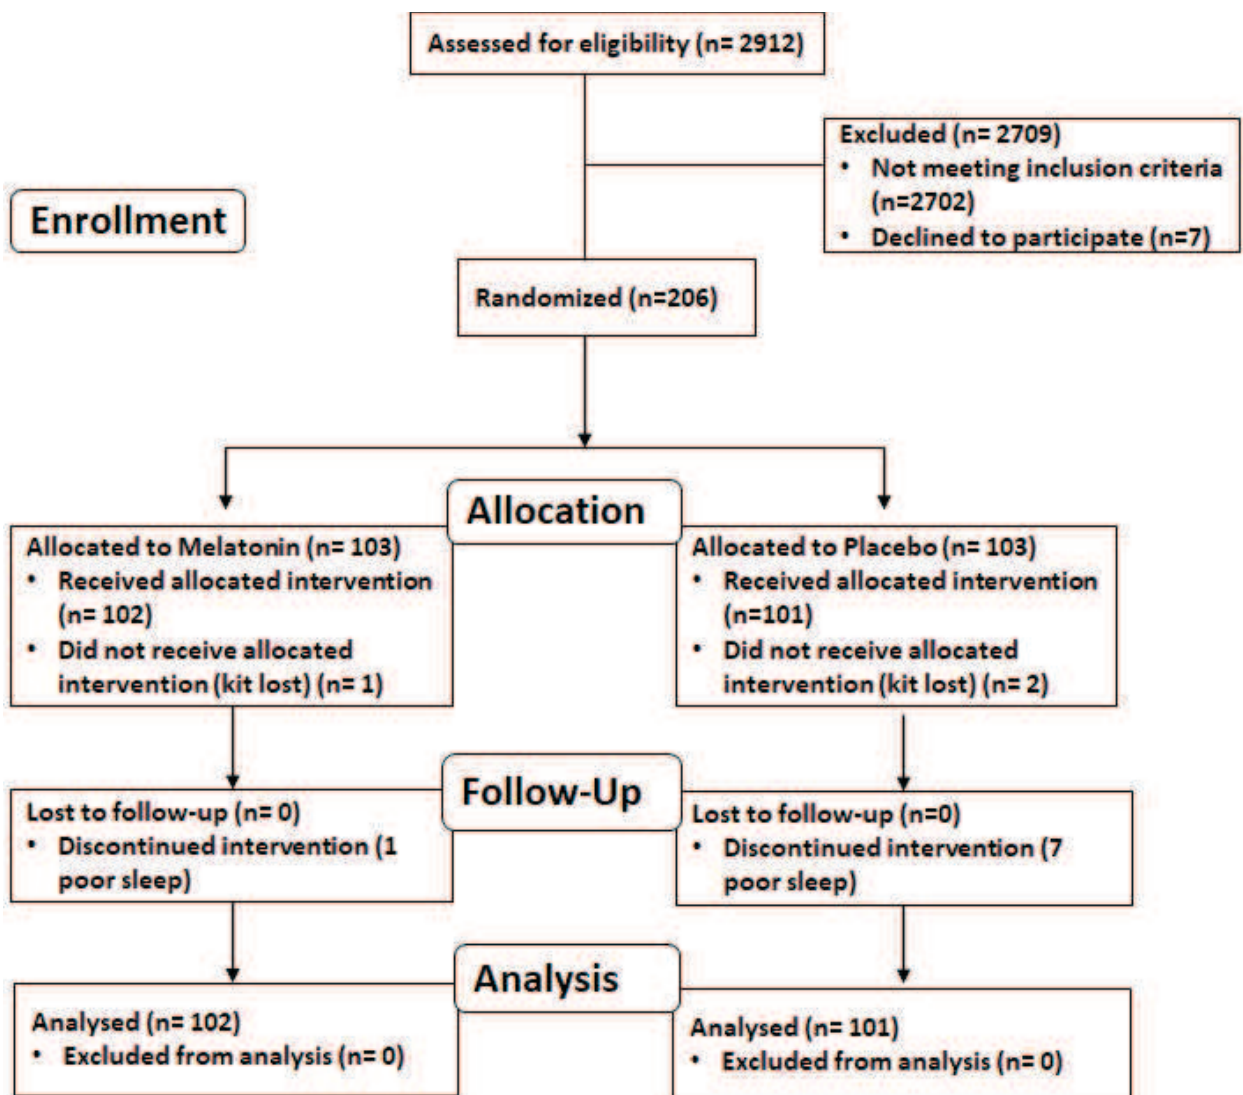 Assessed for eligibility (n= 2912)
Excluded (n= 2709)
• Not meeting inclusion criteria
(n=2702)
• Declined to participate (n=7)
Enrollment
Randomized (n=206)
Allocation
Allocated to Melatonin (n= 103)
• Received allocated intervention
(n= 102)
• Did not receive allocated
intervention (kit lost) (n= 1)
Allocated to Placebo (n= 103)
• Received allocated intervention
(n=101)
• Did not receive allocated
intervention (kit lost) (n= 2)
Follow-Up
Lost to follow-up (n= 0)
• Discontinued intervention (1
poor sleep)
Lost to follow-up (n=0)
• Discontinued intervention (7
poor sleep)
Analysis
Analysed (n= 102)
• Excluded from analysis (n= 0)
Analysed (n= 101)
• Excluded from analysis (n= 0)